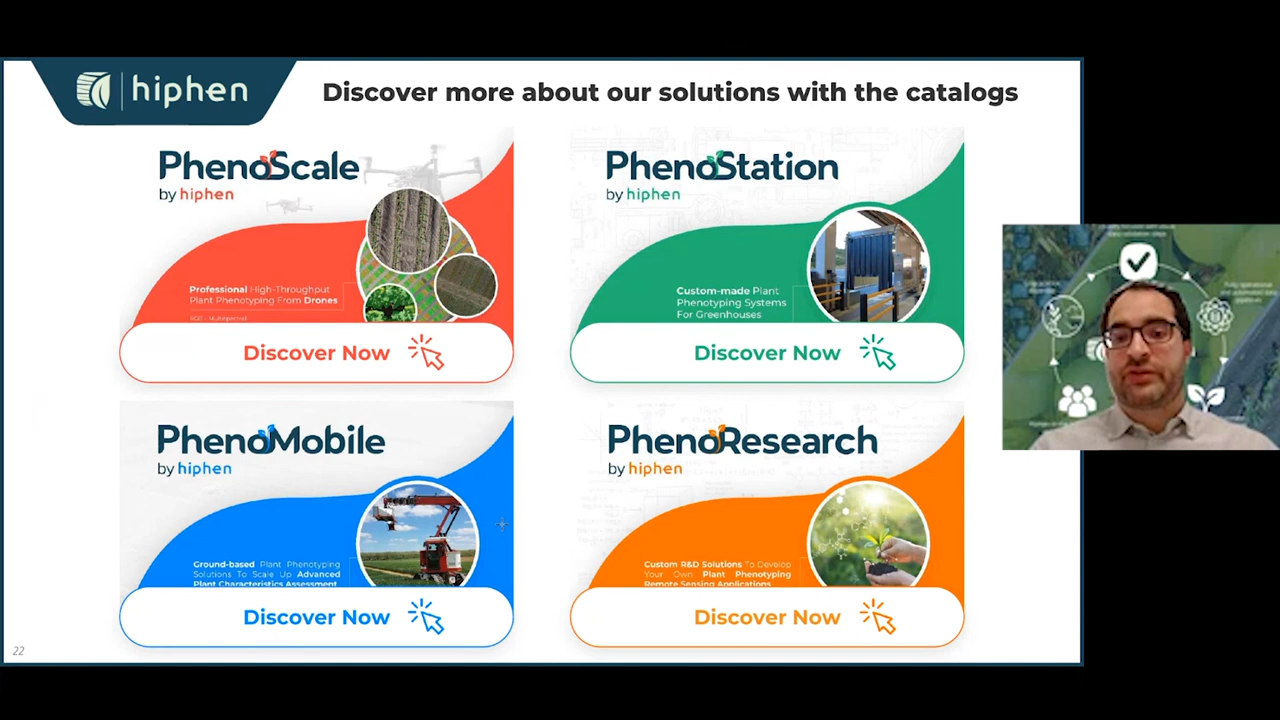 hiphen
Discover more about our solutions with the catalogs
PhenoScale
by hiphen
Professional High-Throughput
Plant Phenotyping From Drones
Discover Now
PhenoStation
by hiphen
Custom-made Plant
Phenotyping Systems
For Greenhouses
Discover Now
PhenoMobile
by hiphen
Ground-based Plant Phenotyping
Solutions To Scale Up Advanced
Plant Characteristics Assessment
Discover Now
PhenoResearch
by hiphen
Custom R&D Solutions To Develop
Your Own Plant Phenotyping
Remote Sensing Applications
Discover Now
22